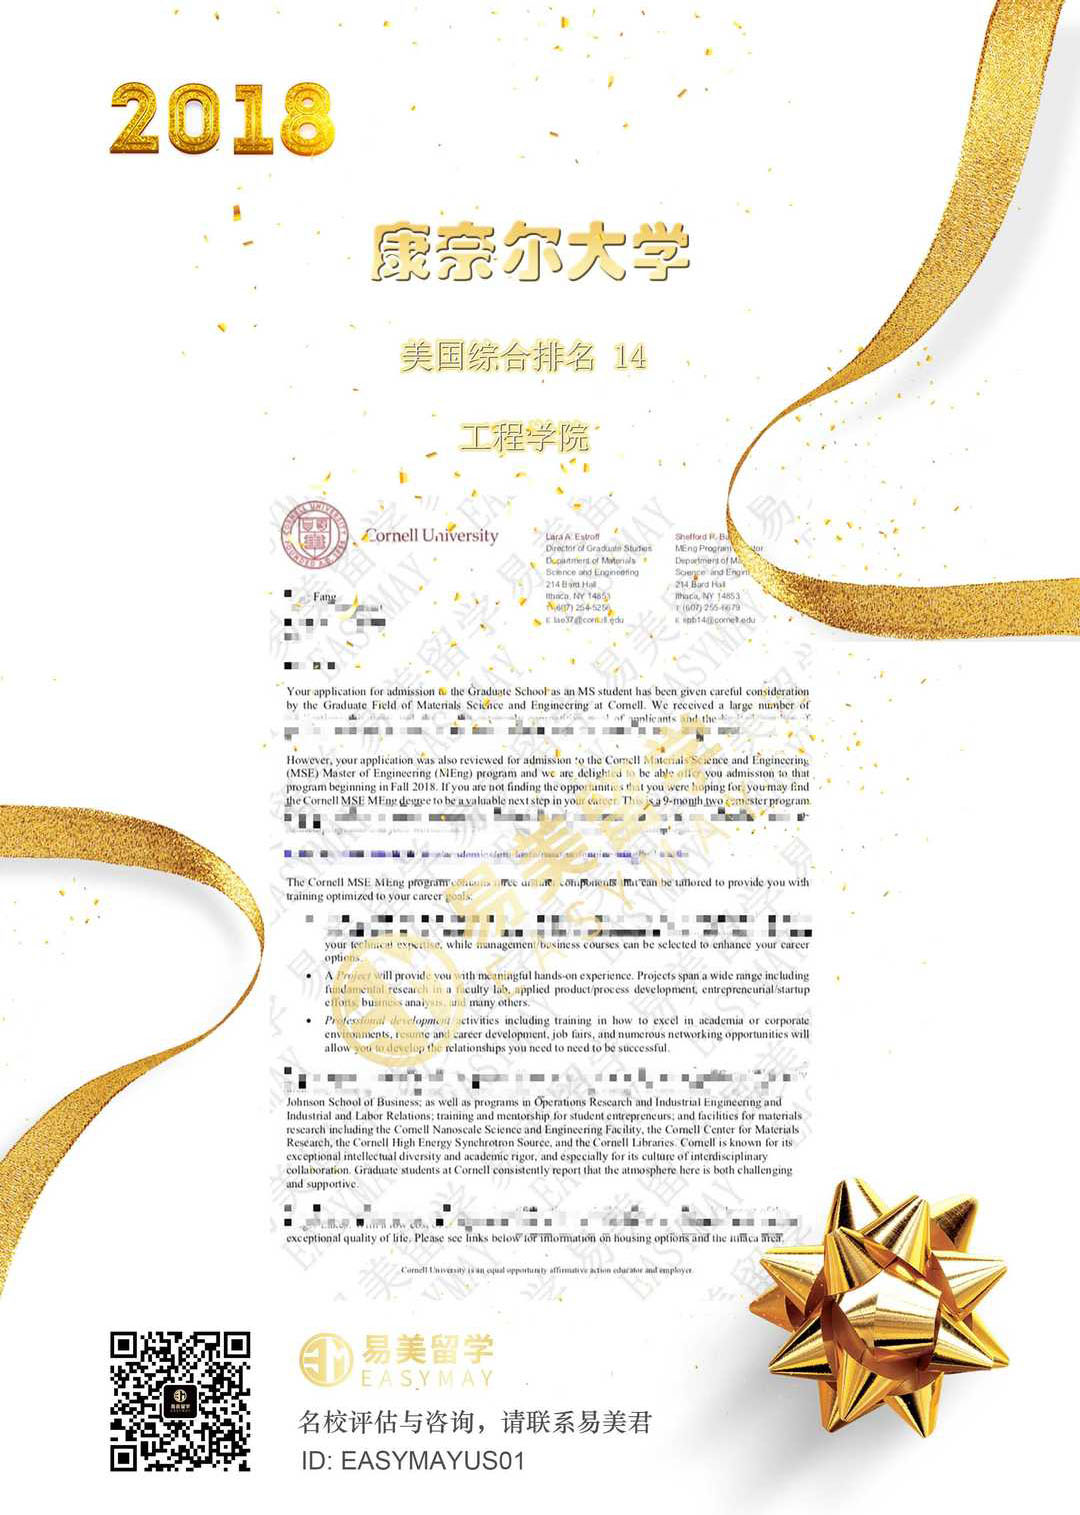 2018
康奈尔大学
美国综合排名 14
工程学院
Cornell University
Lara A. Estroff
Director of Graduate Studies
Department of Materials
Science and Engineering
214 Bard Hall
Ithaca, NY 14853
t: (607) 254-5256
e: lae37@cornell.edu
Shefford P.
MEng Program
Department of
Science and
214 Bard Hall
Ithaca, NY 14853
t: (607) 255-6679
e: spb14@cornell.edu
Fang
Your application for admission to the Graduate School as an MS student has been given careful consideration
by the Graduate Field of Materials Science and Engineering at Cornell. We received a large number of
of applicants and the
However, your application was also reviewed for admission to the Cornell Materials Science and Engineering
(MSE) Master of Engineering (MEng) program and we are delighted to be able offer you admission to that
program beginning in Fall 2018. If you are not finding the opportunities that you were hoping for, you may find
the Cornell MSE MEng degree to be a valuable next step in your career. This is a 9-month two semester program
The Cornell MSE MEng program contains three distinct components that can be tailored to provide you with
training optimized to your career goals.
your technical expertise, while management/business courses can be selected to enhance your career
options.
• A Project will provide you with meaningful hands-on experience. Projects span a wide range including
fundamental research in a faculty lab, applied product/process development, entrepreneurial/startup
efforts, business analysis, and many others.
• Professional development activities including training in how to excel in academia or corporate
environments, resume and career development, job fairs, and numerous networking opportunities will
allow you to develop the relationships you need to need to be successful.
Johnson School of Business; as well as programs in Operations Research and Industrial Engineering and
Industrial and Labor Relations; training and mentorship for student entrepreneurs; and facilities for materials
research including the Cornell Nanoscale Science and Engineering Facility, the Cornell Center for Materials
Research, the Cornell High Energy Synchrotron Source, and the Cornell Libraries. Cornell is known for its
exceptional intellectual diversity and academic rigor, and especially for its culture of interdisciplinary
collaboration. Graduate students at Cornell consistently report that the atmosphere here is both challenging
and supportive.
exceptional quality of life. Please see links below for information on housing options and the Ithaca area.
Cornell University is an equal opportunity affirmative action educator and employer.
易美留学
EASYMAY
易美留学
EASYMAY
名校评估与咨询，请联系易美君
ID: EASYMAYUS01